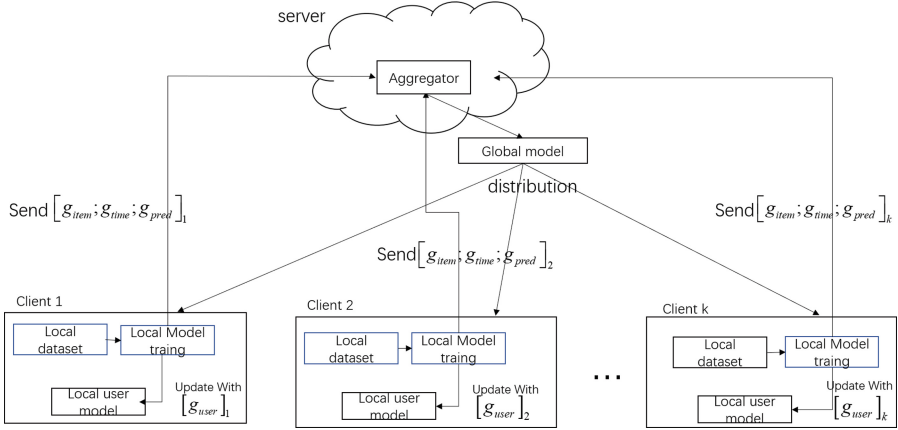 server
Aggregator
Global model
distribution
Send[g_item;g_time;g_pred]_1
Send[g_item;g_time;g_pred]_2
Send[g_item;g_time;g_pred]_k
Client 1
Local
dataset
Local Model
traing
Local user
model
Update With
[g_user]_1
Client 2
Local
dataset
Local Model
traing
Local user
model
Update With
[g_user]_2
...
Client k
Local
dataset
Local Model
traing
Local user
model
Update With
[g_user]_k